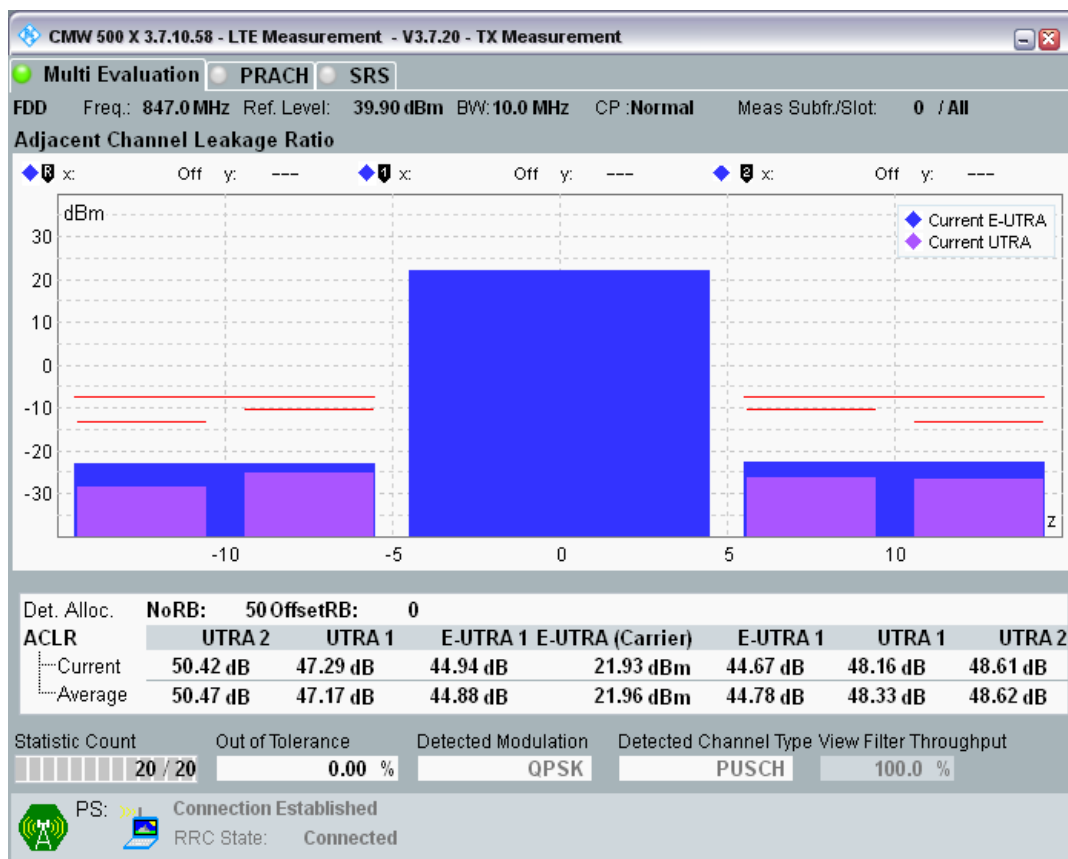 CMW 500 X 3.7.10.58 - LTE Measurement - V3.7.20 - TX Measurement
Multi Evaluation PRACH SRS
FDD Freq.: 847.0 MHz Ref. Level: 39.90 dBm BW: 10.0 MHz CP :Normal Meas Subfr./Slot: 0 / All
Adjacent Channel Leakage Ratio
R x: Off y: --- 1 x: Off y: --- 2 x: Off y: ---
dBm
Current E-UTRA
Current UTRA
30
20
10
0
-10
-20
-30
z
-10 -5 0 5 10
Det. Alloc. NoRB: 50 OffsetRB: 0
ACLR UTRA 2 UTRA 1 E-UTRA 1 E-UTRA (Carrier) E-UTRA 1 UTRA 1 UTRA 2
Current 50.42 dB 47.29 dB 44.94 dB 21.93 dBm 44.67 dB 48.16 dB 48.61 dB
Average 50.47 dB 47.17 dB 44.88 dB 21.96 dBm 44.78 dB 48.33 dB 48.62 dB
Statistic Count Out of Tolerance Detected Modulation Detected Channel Type View Filter Throughput
20 / 20 0.00 % QPSK PUSCH 100.0 %
PS: Connection Established
RRC State: Connected